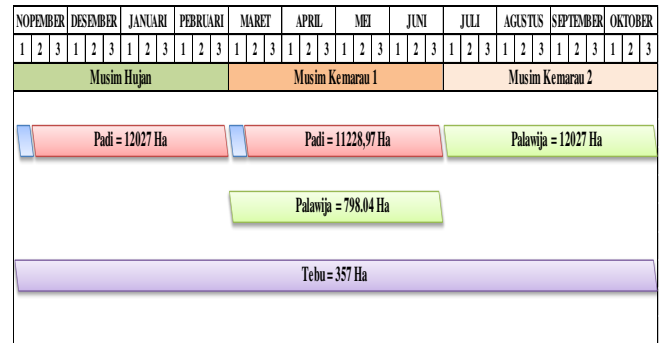 NOPEMBER DESEMBER JANUARI PEBRUARI MARET APRIL MEI JUNI JULI AGUSTUS SEPTEMBER OKTOBER
1 2 3 1 2 3 1 2 3 1 2 3 1 2 3 1 2 3 1 2 3 1 2 3 1 2 3 1 2 3 1 2 3 1 2 3
Musim Hujan Musim Kemarau 1 Musim Kemarau 2
Padi = 12027 Ha Padi = 11228,97 Ha Palawija = 12027 Ha
Palawija = 798.04 Ha
Tebu = 357 Ha